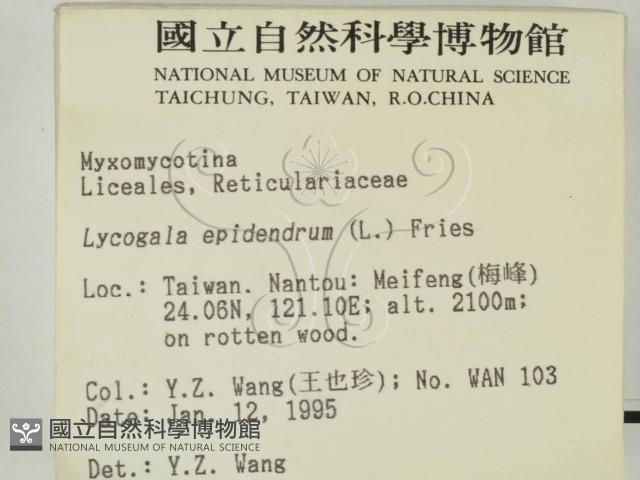 國立自然科學博物館
NATIONAL MUSEUM OF NATURAL SCIENCE
TAICHUNG, TAIWAN, R.O.CHINA
Myxomycotina
Liceales, Reticulariaceae
Lycogala epidendrum (L.) Fries
Loc.: Taiwan. Nantou: Meifeng(梅峰)
24.06N, 121.10E; alt. 2100m;
on rotten wood.
Col.: Y.Z. Wang(王也珍); No. WAN 103
Date: Jan. 12, 1995
國立自然科學博物館
NATIONAL MUSEUM OF NATURAL SCIENCE
Det.: Y.Z. Wang